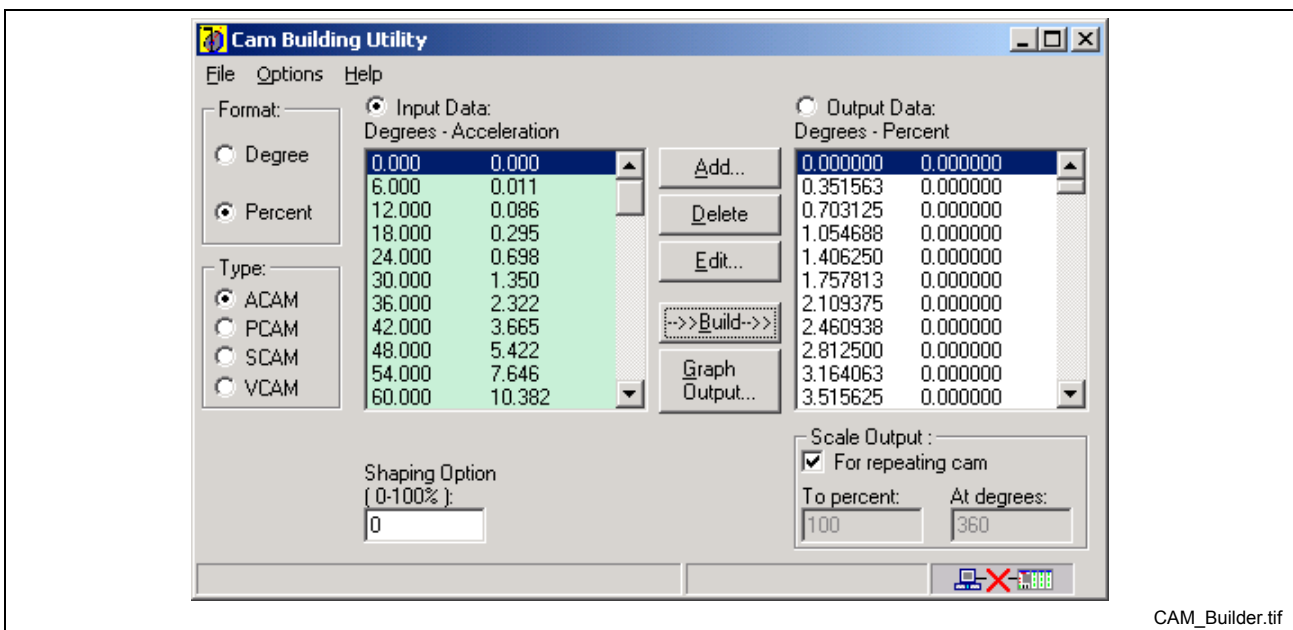 Cam Building Utility
File Options Help
Format:
Degree
Percent
Type:
ACAM
PCAM
SCAM
VCAM
Input Data:
Degrees - Acceleration
0.000 0.000
6.000 0.011
12.000 0.086
18.000 0.295
24.000 0.698
30.000 1.350
36.000 2.322
42.000 3.665
48.000 5.422
54.000 7.646
60.000 10.382
Shaping Option
( 0-100% ):
0
Add...
Delete
Edit...
-->>Build-->>
Graph
Output...
Output Data:
Degrees - Percent
0.000000 0.000000
0.351563 0.000000
0.703125 0.000000
1.054688 0.000000
1.406250 0.000000
1.757813 0.000000
2.109375 0.000000
2.460938 0.000000
2.812500 0.000000
3.164063 0.000000
3.515625 0.000000
Scale Output :
For repeating cam
To percent: At degrees:
100 360
CAM_Builder.tif